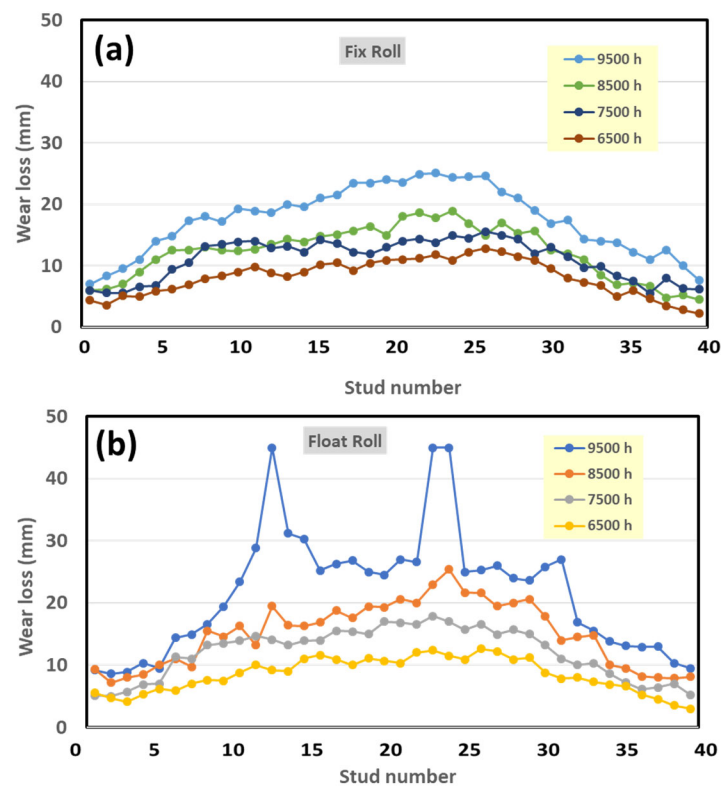 (a)
Fix Roll
9500 h
8500 h
7500 h
6500 h
Wear loss (mm)
50
40
30
20
10
0
0 5 10 15 20 25 30 35 40
Stud number
(b)
Float Roll
9500 h
8500 h
7500 h
6500 h
Wear loss (mm)
50
40
30
20
10
0
0 5 10 15 20 25 30 35 40
Stud number